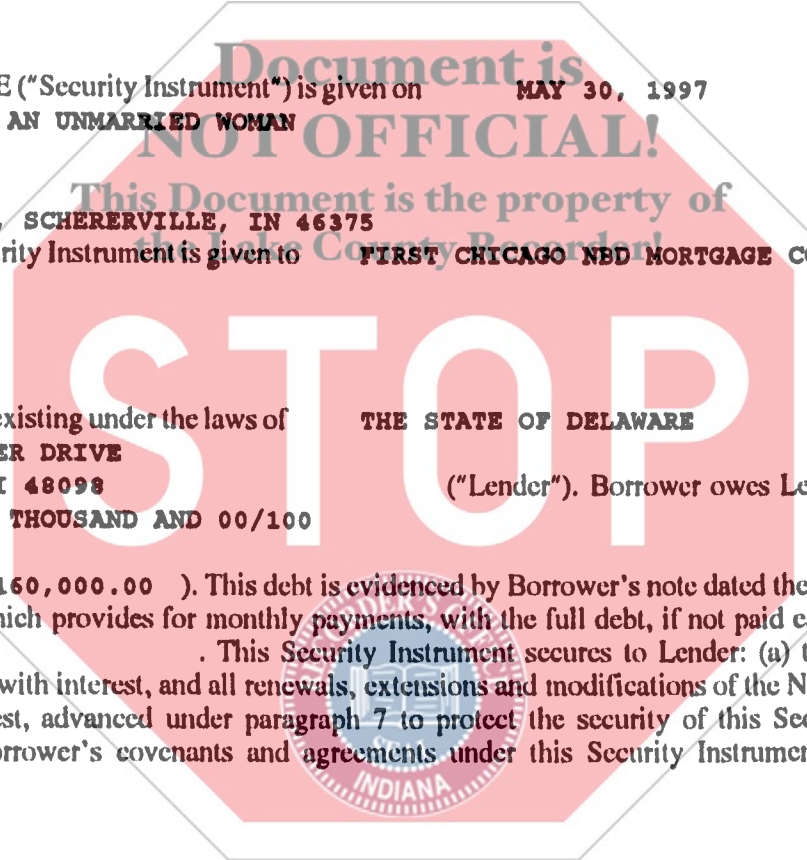 Document is
E ("Security Instrument") is given on MAY 30, 1997
AN UNMARRIED WOMAN
NOT OFFICIAL!
This Document is the property of
, SCHERERVILLE, IN 46375
the Lake County Recorder!
rity Instrument is given to FIRST CHICAGO NBD MORTGAGE CO
STOP
existing under the laws of THE STATE OF DELAWARE
ER DRIVE
I 48098 ("Lender"). Borrower owes Le
THOUSAND AND 00/100
160,000.00 ). This debt is evidenced by Borrower's note dated the
hich provides for monthly payments, with the full debt, if not paid ea
. This Security Instrument secures to Lender: (a) t
with interest, and all renewals, extensions and modifications of the N
est, advanced under paragraph 7 to protect the security of this Sec
orrower's covenants and agreements under this Security Instrumen
RECORDER'S OFFICE
INDIANA